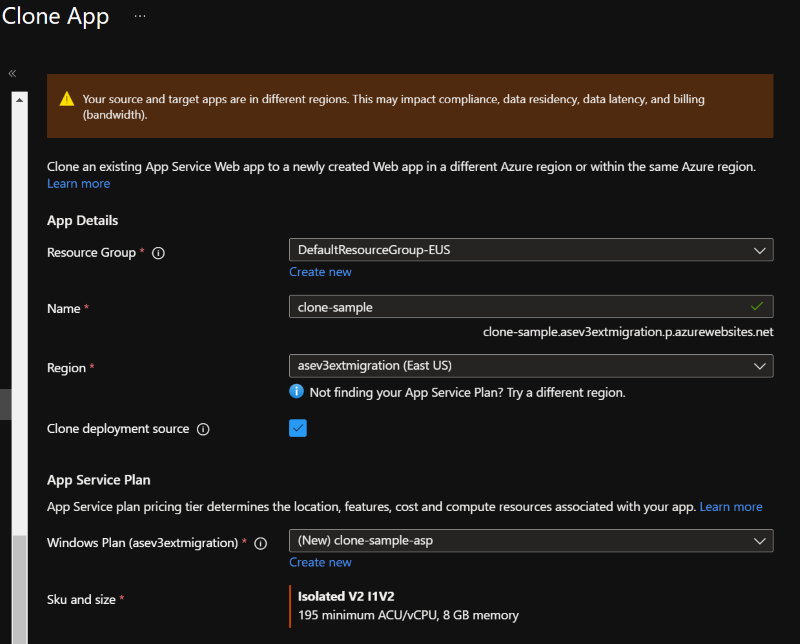 Clone App ...
«
Your source and target apps are in different regions. This may impact compliance, data residency, data latency, and billing
(bandwidth).
Clone an existing App Service Web app to a newly created Web app in a different Azure region or within the same Azure region.
Learn more
App Details
Resource Group *
DefaultResourceGroup-EUS
Create new
Name *
clone-sample
clone-sample.asev3extmigration.p.azurewebsites.net
Region *
asev3extmigration (East US)
Not finding your App Service Plan? Try a different region.
Clone deployment source
App Service Plan
App Service plan pricing tier determines the location, features, cost and compute resources associated with your app. Learn more
Windows Plan (asev3extmigration) *
(New) clone-sample-asp
Create new
Sku and size *
Isolated V2 I1V2
195 minimum ACU/vCPU, 8 GB memory